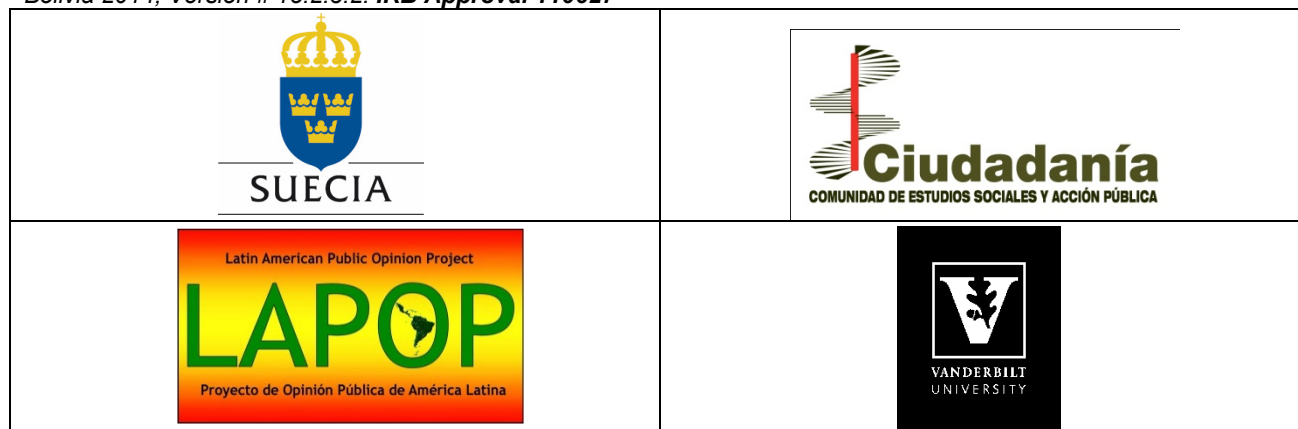 SUECIA
Ciudadanía
COMUNIDAD DE ESTUDIOS SOCIALES Y ACCIÓN PÚBLICA
Latin American Public Opinion Project
LAPOP
Proyecto de Opinión Pública de América Latina
V
VANDERBILT
UNIVERSITY